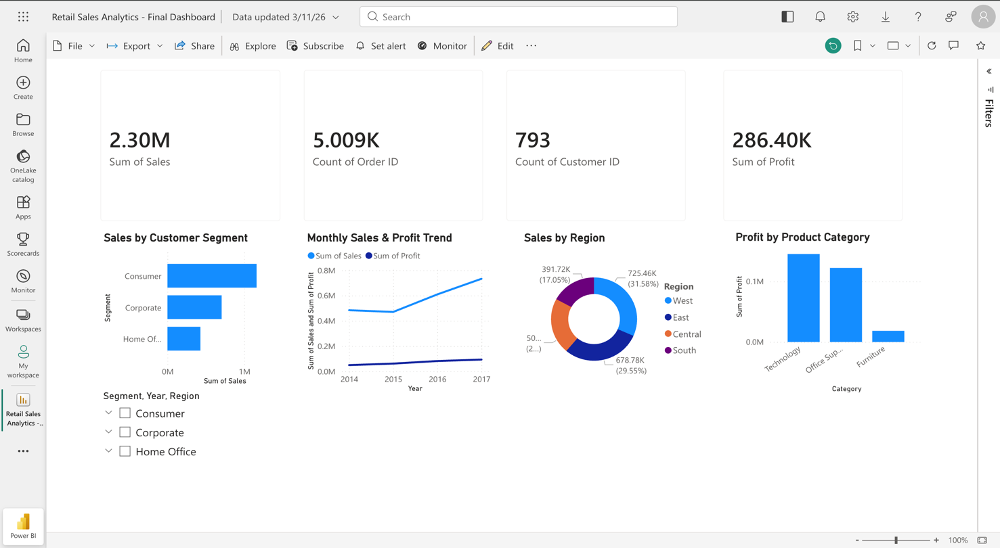 Retail Sales Analytics - Final Dashboard
Data updated 3/11/26
Search
File
Export
Share
Explore
Subscribe
Set alert
Monitor
Edit
...
Home
Create
Browse
OneLake
catalog
Apps
Scorecards
Monitor
Workspaces
My
workspace
Retail Sales
Analytics -..
Power BI
2.30M
Sum of Sales
5.009K
Count of Order ID
793
Count of Customer ID
286.40K
Sum of Profit
Filters
Sales by Customer Segment
Segment
Consumer
Corporate
Home Of...
0M
1M
Sum of Sales
Monthly Sales & Profit Trend
Sum of Sales
Sum of Profit
Sum of Sales and Sum of Profit
0.8M
0.6M
0.4M
0.2M
0.0M
2014
2015
2016
2017
Year
Sales by Region
391.72K
(17.05%)
725.46K
(31.58%)
50...
(2...)
678.78K
(29.55%)
Region
West
East
Central
South
Profit by Product Category
Sum of Profit
0.1M
0.0M
Technology
Office Sup...
Furniture
Category
Segment, Year, Region
Consumer
Corporate
Home Office
- + 100%